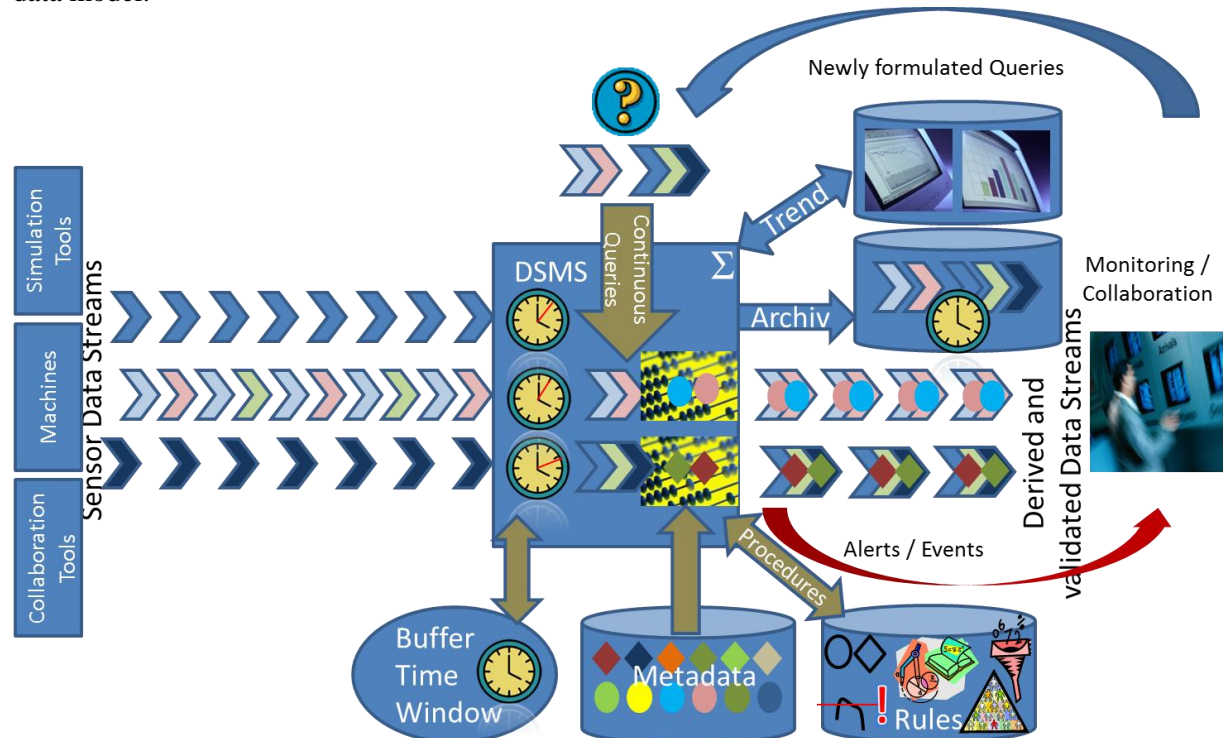 data model.
Newly formulated Queries
Simulation
Tools
Machines
Collaboration
Tools
Sensor Data Streams
DSMS
Continuous
Queries
Σ
Trend
Archiv
Monitoring /
Collaboration
Arrivals
Derived and
validated Data Streams
Alerts / Events
Procedures
Buffer
Time
Window
Metadata
Rules